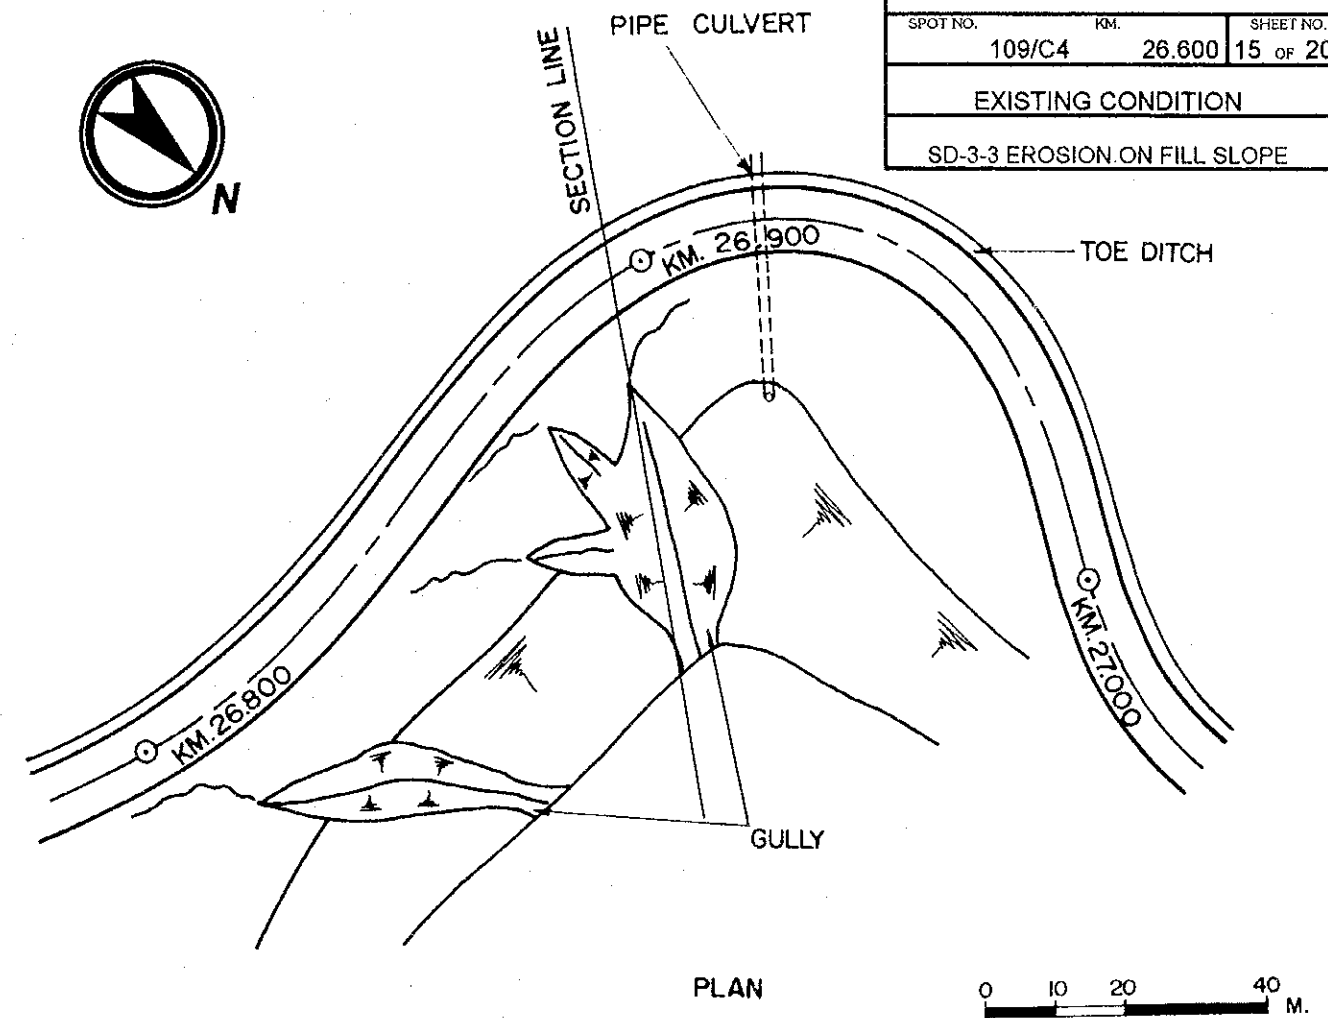 SPOT NO. KM. SHEET NO.
109/C4 26.600 15 OF 20
EXISTING CONDITION
SD-3-3 EROSION ON FILL SLOPE
PIPE CULVERT
SECTION LINE
N
KM. 26.900
TOE DITCH
KM. 27.000
KM. 26.800
GULLY
PLAN
0 10 20 40 M.